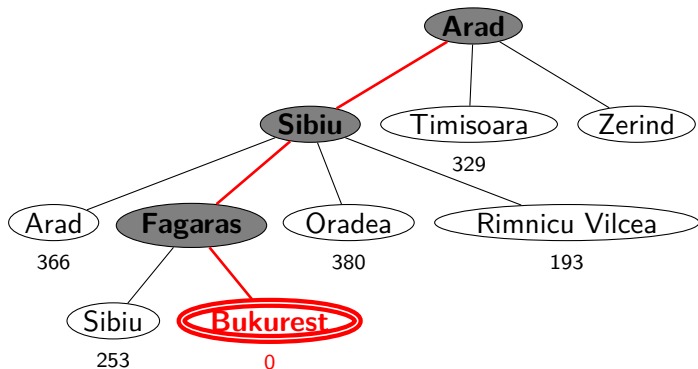 Arad
Sibiu Timisoara Zerind
329
Arad Fagaras Oradea Rimnicu Vilcea
366 380 193
Sibiu Bukurest
253 0